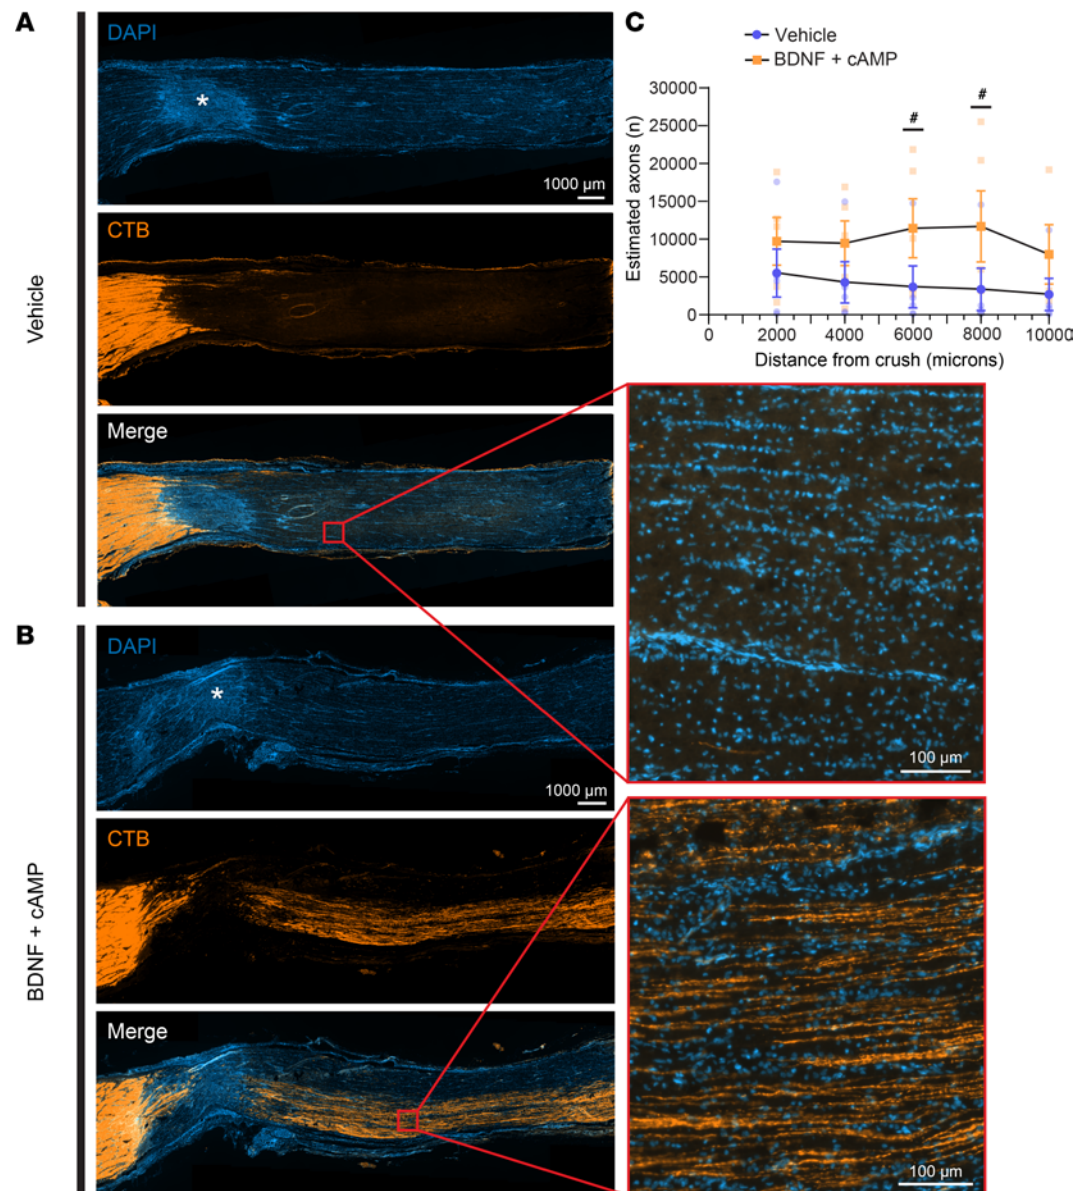 A
DAPI
*
1000 µm
CTB
Merge
Vehicle
B
DAPI
*
1000 µm
CTB
Merge
BDNF + cAMP
C
Vehicle
BDNF + cAMP
#
#
30000
25000
20000
15000
10000
5000
0
Estimated axons (n)
0 2000 4000 6000 8000 10000
Distance from crush (microns)
100 µm
100 µm